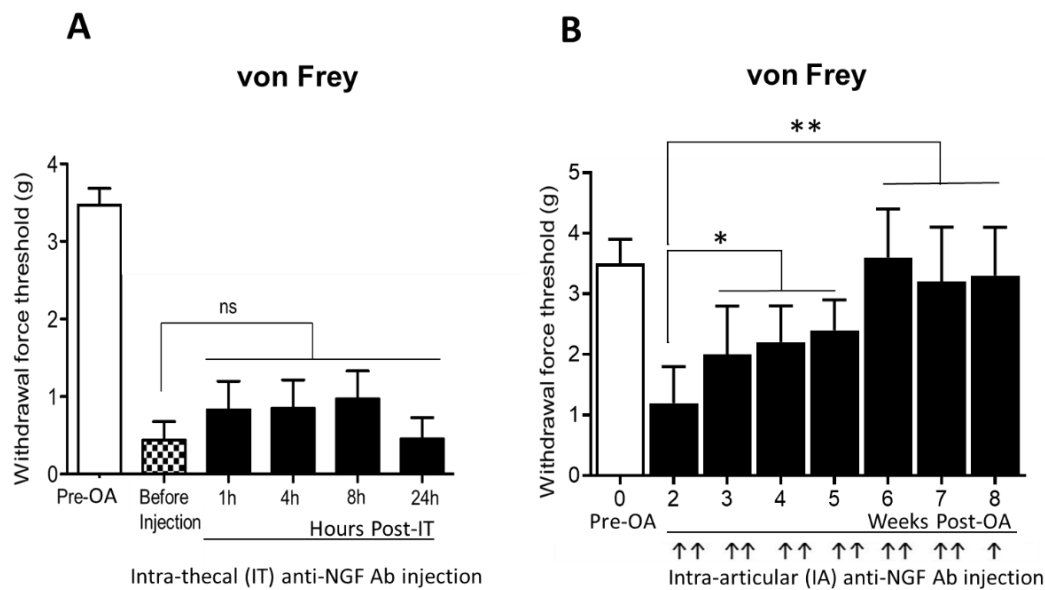 A
von Frey
Withdrawal force threshold (g)
4
3
2
1
0
ns
Pre-OA
Before
Injection
1h
4h
8h
24h
Hours Post-IT
Intra-thecal (IT) anti-NGF Ab injection
B
von Frey
Withdrawal force threshold (g)
5
4
3
2
1
0
**
*
0
2
3
4
5
6
7
8
Pre-OA
Weeks Post-OA
↑↑ ↑↑ ↑↑ ↑↑ ↑↑ ↑↑ ↑
Intra-articular (IA) anti-NGF Ab injection